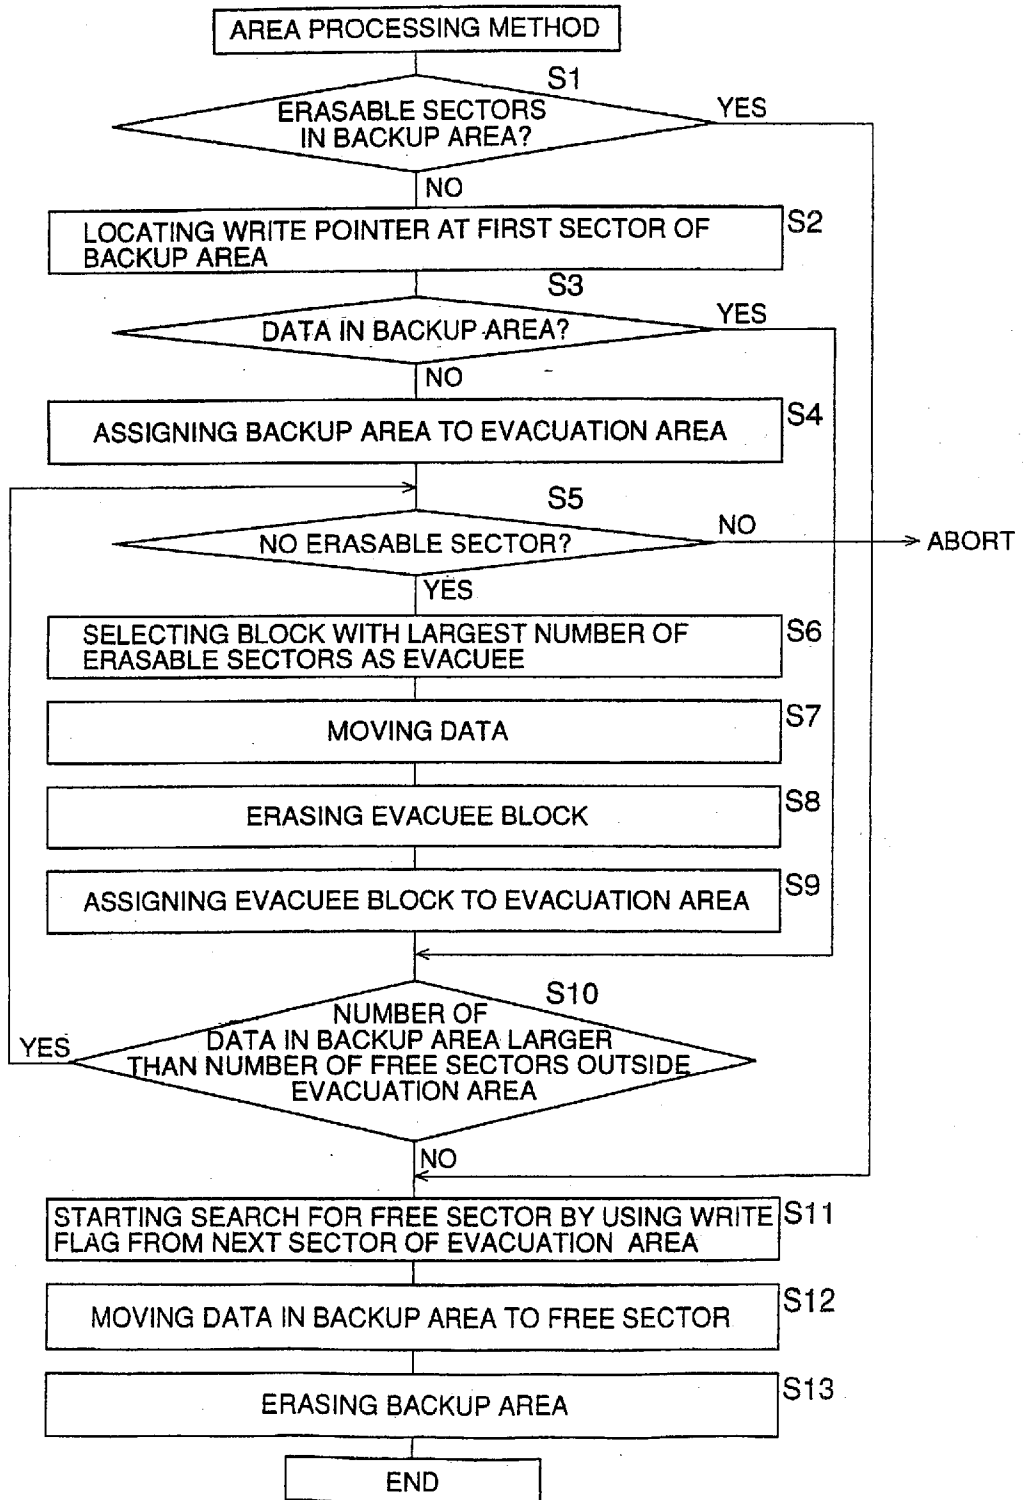 AREA PROCESSING METHOD
S1
ERASABLE SECTORS
IN BACKUP AREA?
YES
NO
S2
LOCATING WRITE POINTER AT FIRST SECTOR OF
BACKUP AREA
S3
DATA IN BACKUP AREA?
YES
NO
S4
ASSIGNING BACKUP AREA TO EVACUATION AREA
S5
NO ERASABLE SECTOR?
NO
ABORT
YES
S6
SELECTING BLOCK WITH LARGEST NUMBER OF
ERASABLE SECTORS AS EVACUEE
S7
MOVING DATA
S8
ERASING EVACUEE BLOCK
S9
ASSIGNING EVACUEE BLOCK TO EVACUATION AREA
S10
NUMBER OF
DATA IN BACKUP AREA LARGER
THAN NUMBER OF FREE SECTORS OUTSIDE
EVACUATION AREA
YES
NO
S11
STARTING SEARCH FOR FREE SECTOR BY USING WRITE
FLAG FROM NEXT SECTOR OF EVACUATION AREA
S12
MOVING DATA IN BACKUP AREA TO FREE SECTOR
S13
ERASING BACKUP AREA
END